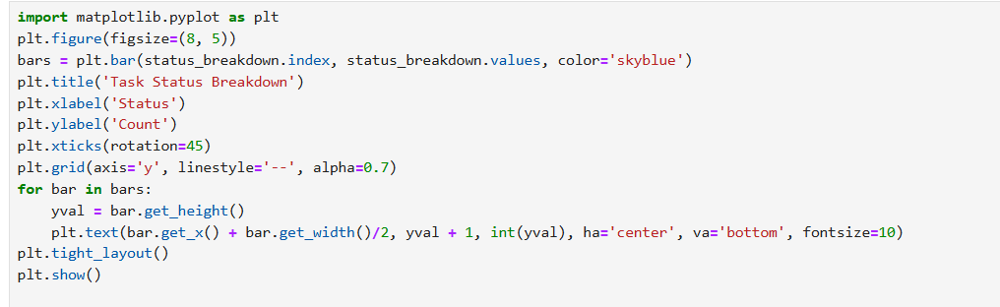 import matplotlib.pyplot as plt
plt.figure(figsize=(8, 5))
bars = plt.bar(status_breakdown.index, status_breakdown.values, color='skyblue')
plt.title('Task Status Breakdown')
plt.xlabel('Status')
plt.ylabel('Count')
plt.xticks(rotation=45)
plt.grid(axis='y', linestyle='--', alpha=0.7)
for bar in bars:
    yval = bar.get_height()
    plt.text(bar.get_x() + bar.get_width()/2, yval + 1, int(yval), ha='center', va='bottom', fontsize=10)
plt.tight_layout()
plt.show()